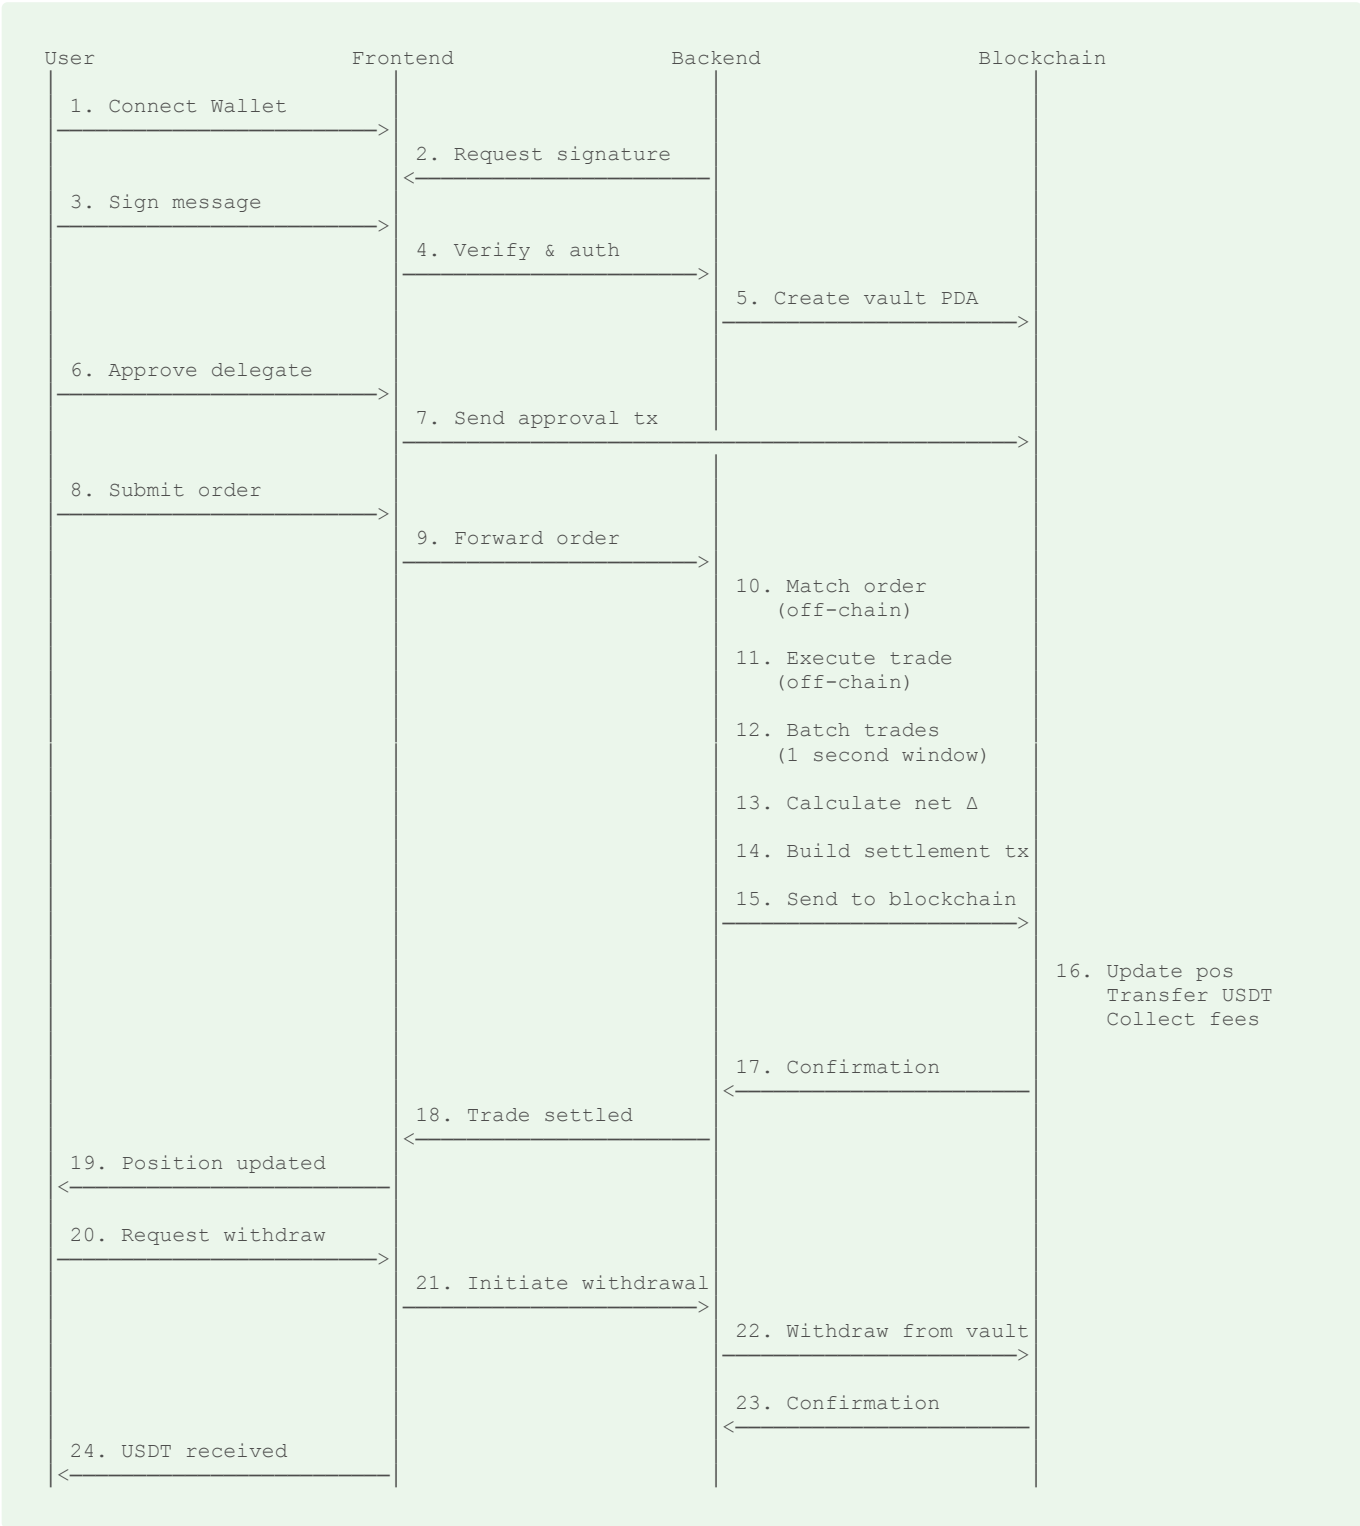 User Frontend Backend Blockchain
1. Connect Wallet
2. Request signature
3. Sign message
4. Verify & auth
5. Create vault PDA
6. Approve delegate
7. Send approval tx
8. Submit order
9. Forward order
10. Match order
(off-chain)
11. Execute trade
(off-chain)
12. Batch trades
(1 second window)
13. Calculate net Δ
14. Build settlement tx
15. Send to blockchain
16. Update pos
Transfer USDT
Collect fees
17. Confirmation
18. Trade settled
19. Position updated
20. Request withdraw
21. Initiate withdrawal
22. Withdraw from vault
23. Confirmation
24. USDT received